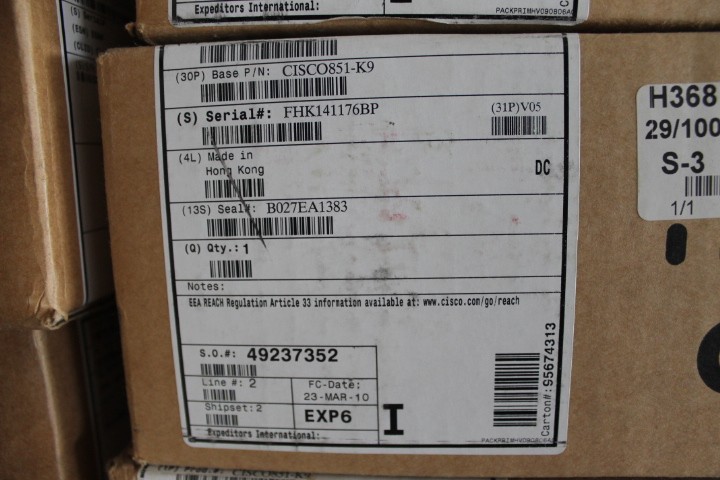 Expeditors International:
(30P) Base P/N: CISCO851-K9
(S) Serial#: FHK141176BP
(31P)V05
(4L) Made in
Hong Kong
DC
(13S) Seal#: B027EA1383
(Q) Qty.: 1
Notes:
EEA REACH Regulation Article 33 information available at: www.cisco.com/go/reach
S.O.#: 49237352
Line #: 2
FC-Date:
23-MAR-10
Shipset: 2
EXP6
I
Expeditors International:
Carton#: 95674313
H368
29/100
S-3
1/1
CISCO851-K9